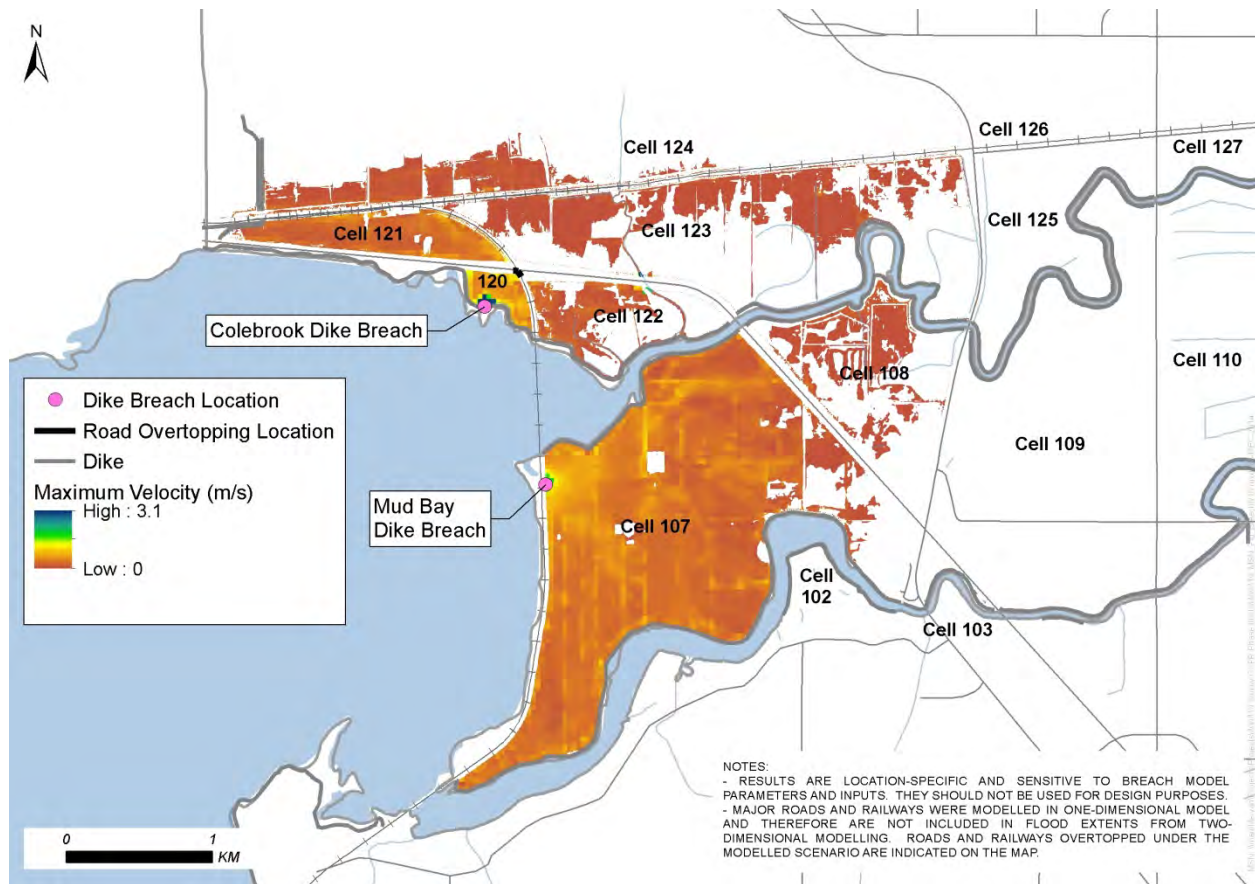 N
Cell 126
Cell 124
Cell 127
Cell 121
Cell 123
Cell 125
120
Colebrook Dike Breach
Cell 122
Cell 108
Cell 110
Dike Breach Location
Road Overtopping Location
Dike
Maximum Velocity (m/s)
High : 3.1
Low : 0
Cell 109
Mud Bay
Dike Breach
Cell 107
Cell
102
Cell 103
NOTES:
- RESULTS ARE LOCATION-SPECIFIC AND SENSITIVE TO BREACH MODEL
PARAMETERS AND INPUTS. THEY SHOULD NOT BE USED FOR DESIGN PURPOSES.
- MAJOR ROADS AND RAILWAYS WERE MODELLED IN ONE-DIMENSIONAL MODEL
AND THEREFORE ARE NOT INCLUDED IN FLOOD EXTENTS FROM TWO-
DIMENSIONAL MODELLING. ROADS AND RAILWAYS OVERTOPPED UNDER THE
MODELLED SCENARIO ARE INDICATED ON THE MAP.
0 1
KM